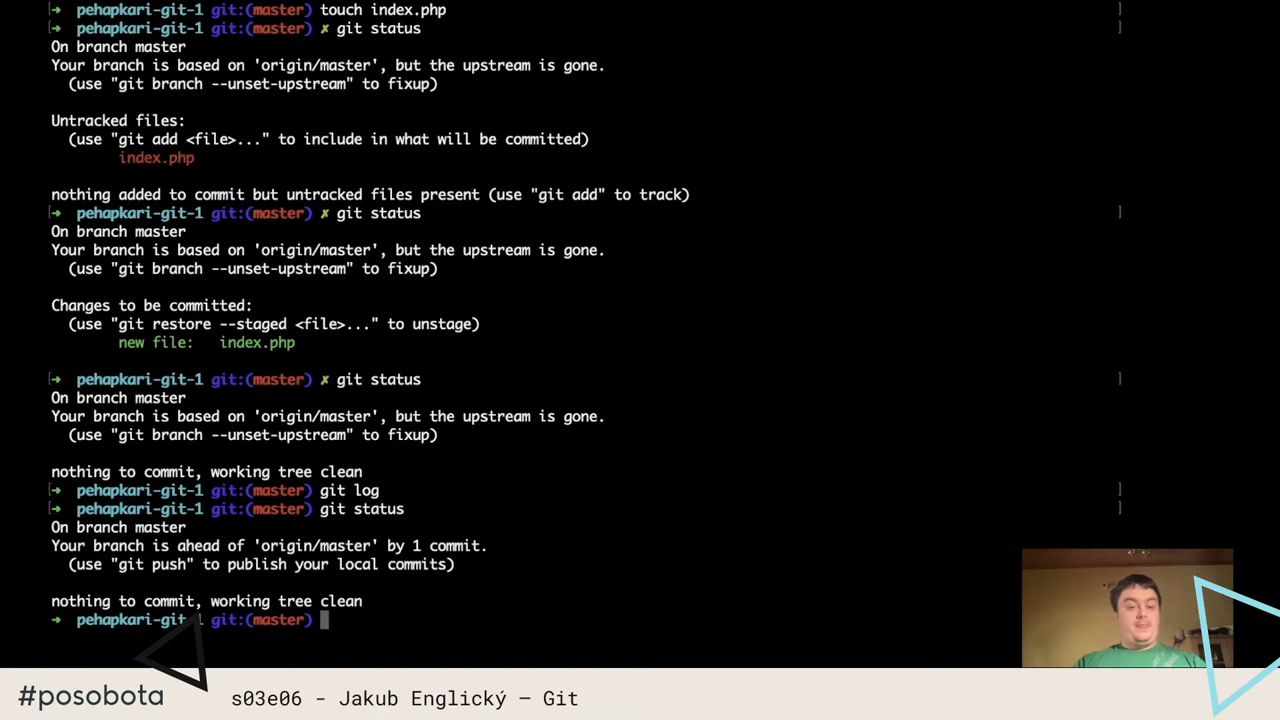 → pehapkari-git-1 git:(master) touch index.php
→ pehapkari-git-1 git:(master) ✗ git status
On branch master
Your branch is based on 'origin/master', but the upstream is gone.
(use "git branch --unset-upstream" to fixup)
Untracked files:
(use "git add <file>..." to include in what will be committed)
index.php
nothing added to commit but untracked files present (use "git add" to track)
→ pehapkari-git-1 git:(master) ✗ git status
On branch master
Your branch is based on 'origin/master', but the upstream is gone.
(use "git branch --unset-upstream" to fixup)
Changes to be committed:
(use "git restore --staged <file>..." to unstage)
new file:   index.php
→ pehapkari-git-1 git:(master) ✗ git status
On branch master
Your branch is based on 'origin/master', but the upstream is gone.
(use "git branch --unset-upstream" to fixup)
nothing to commit, working tree clean
→ pehapkari-git-1 git:(master) git log
→ pehapkari-git-1 git:(master) git status
On branch master
Your branch is ahead of 'origin/master' by 1 commit.
(use "git push" to publish your local commits)
nothing to commit, working tree clean
→ pehapkari-git-1 git:(master)
#posobota
s03e06 - Jakub Englický – Git